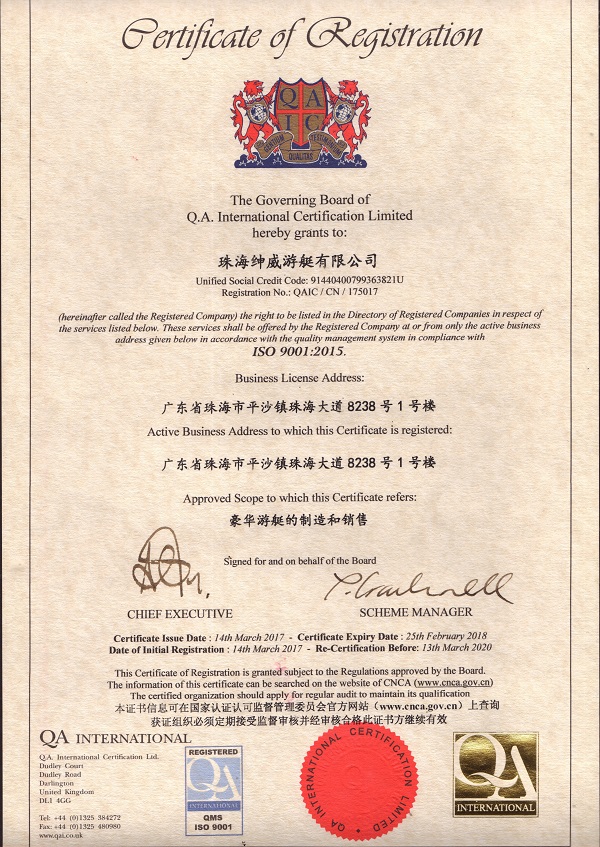 Certificate of Registration
QA
IC
QUALITAS
The Governing Board of
Q.A. International Certification Limited
hereby grants to:
珠海绅威游艇有限公司
Unified Social Credit Code: 91440400799363821U
Registration No.: QAIC / CN / 175017
(hereinafter called the Registered Company) the right to be listed in the Directory of Registered Companies in respect of
the services listed below. These services shall be offered by the Registered Company at or from only the active business
address given below in accordance with the quality management system in compliance with
ISO 9001:2015.
Business License Address:
广东省珠海市平沙镇珠海大道 8238 号 1 号楼
Active Business Address to which this Certificate is registered:
广东省珠海市平沙镇珠海大道 8238 号 1 号楼
Approved Scope to which this Certificate refers:
豪华游艇的制造和销售
Signed for and on behalf of the Board
CHIEF EXECUTIVE
SCHEME MANAGER
Certificate Issue Date : 14th March 2017 - Certificate Expiry Date : 25th February 2018
Date of Initial Registration : 14th March 2017 - Re-Certification Before: 13th March 2020
This Certificate of Registration is granted subject to the Regulations approved by the Board.
The information of this certificate can be searched on the website of CNCA (www.cnca.gov.cn)
The certified organization should apply for regular audit to maintain its qualification
本证书信息可在国家认证认可监督管理委员会官方网站（www.cnca.gov.cn）上查询
获证组织必须定期接受监督审核并经审核合格此证书方继续有效
QA INTERNATIONAL
Q.A. International Certification Ltd.
Dudley Court
Dudley Road
Darlington
United Kingdom
DL1 4GG
Tel: +44 (0)1325 384272
Fax: +44 (0)1325 480980
www.qai.co.uk
REGISTERED
QA
INTERNATIONAL
QMS
ISO 9001
QA INTERNATIONAL CERTIFICATION LIMITED
QA
INTERNATIONAL